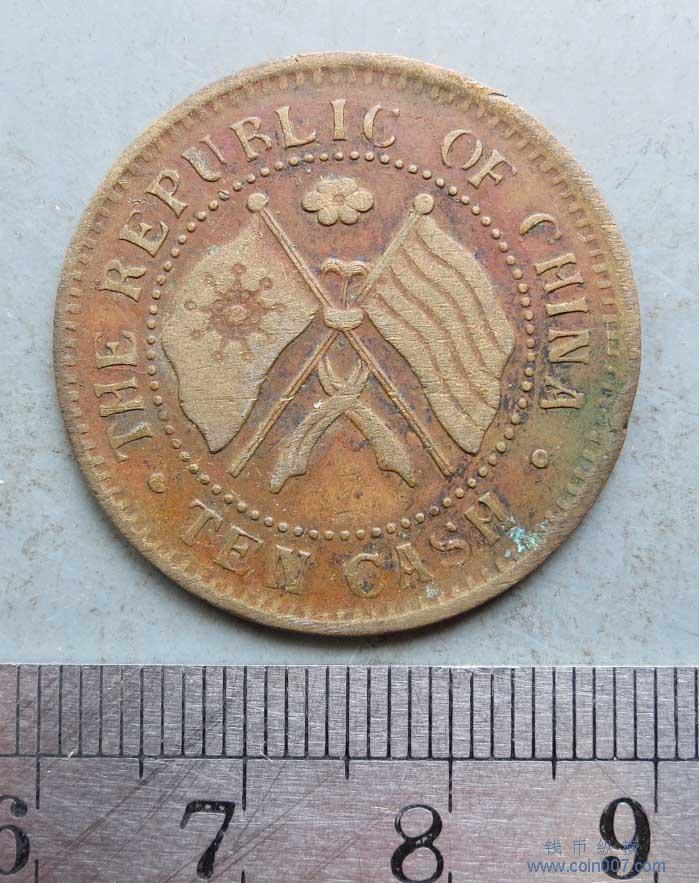 THE REPUBLIC OF CHINA
· TEN CASH ·
6 7 8 9
钱币纵横
www.coin007.com